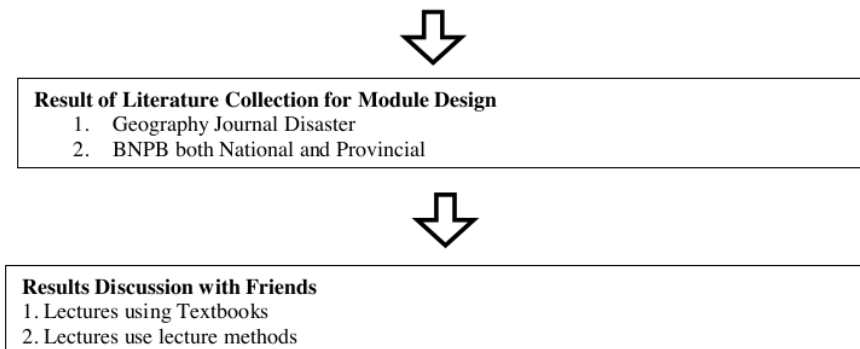 Result of Literature Collection for Module Design
1. Geography Journal Disaster
2. BNPB both National and Provincial
Results Discussion with Friends
1. Lectures using Textbooks
2. Lectures use lecture methods